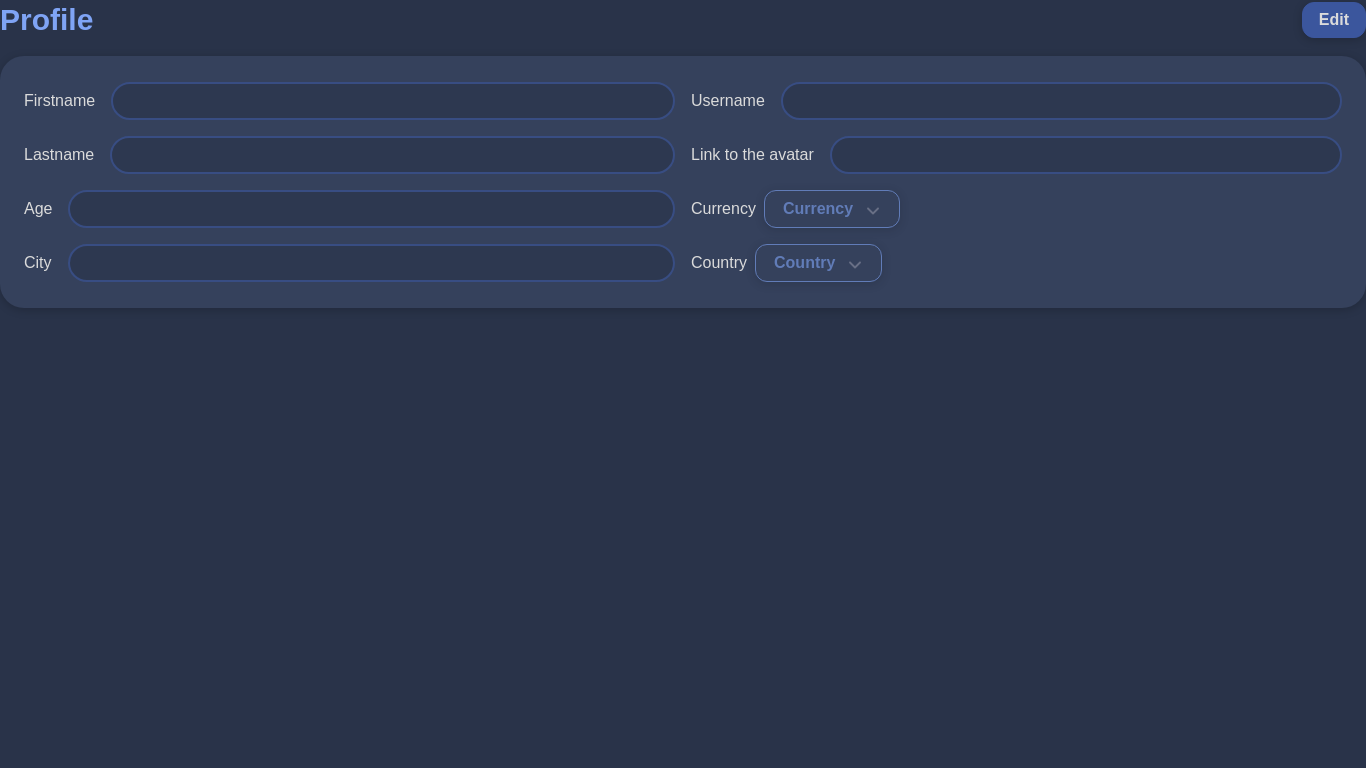 Profile
Edit
Firstname
Username
Lastname
Link to the avatar
Age
Currency Currency
City
Country Country